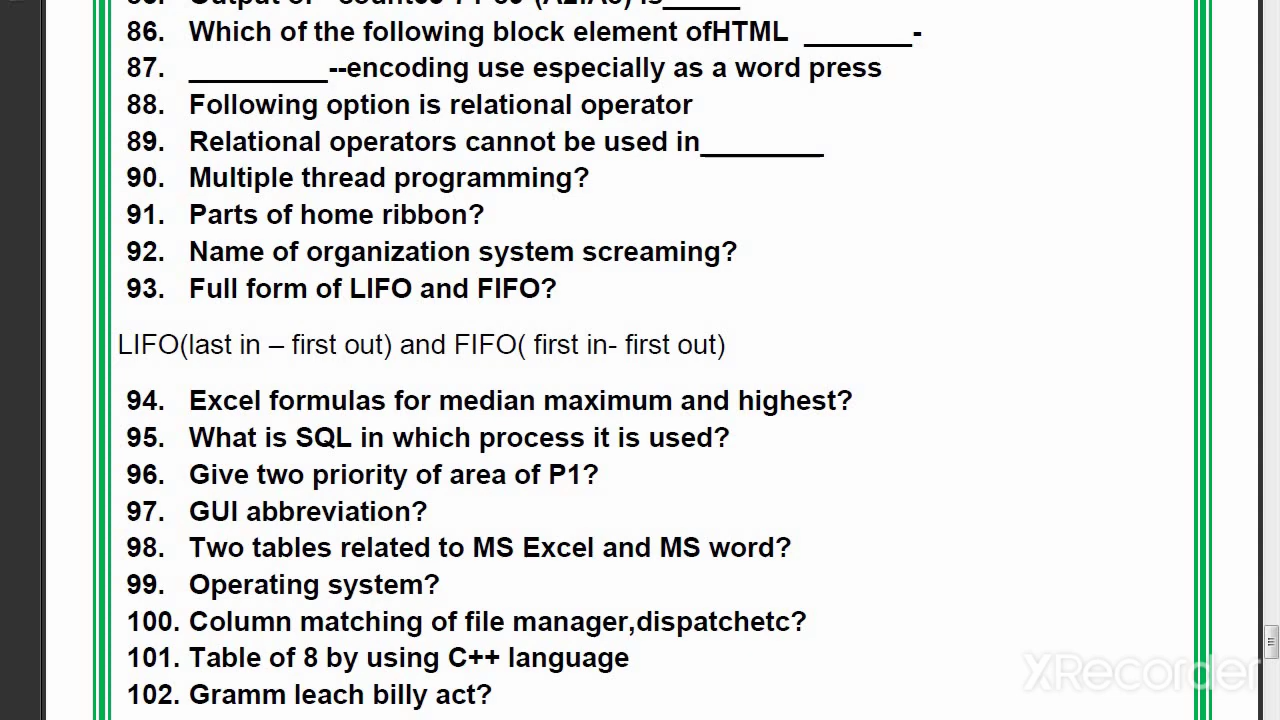 86. Which of the following block element ofHTML _______-
87. _________--encoding use especially as a word press
88. Following option is relational operator
89. Relational operators cannot be used in________
90. Multiple thread programming?
91. Parts of home ribbon?
92. Name of organization system screaming?
93. Full form of LIFO and FIFO?
LIFO(last in – first out) and FIFO( first in- first out)
94. Excel formulas for median maximum and highest?
95. What is SQL in which process it is used?
96. Give two priority of area of P1?
97. GUI abbreviation?
98. Two tables related to MS Excel and MS word?
99. Operating system?
100. Column matching of file manager,dispatchetc?
101. Table of 8 by using C++ language
102. Gramm leach billy act?
XRecorder